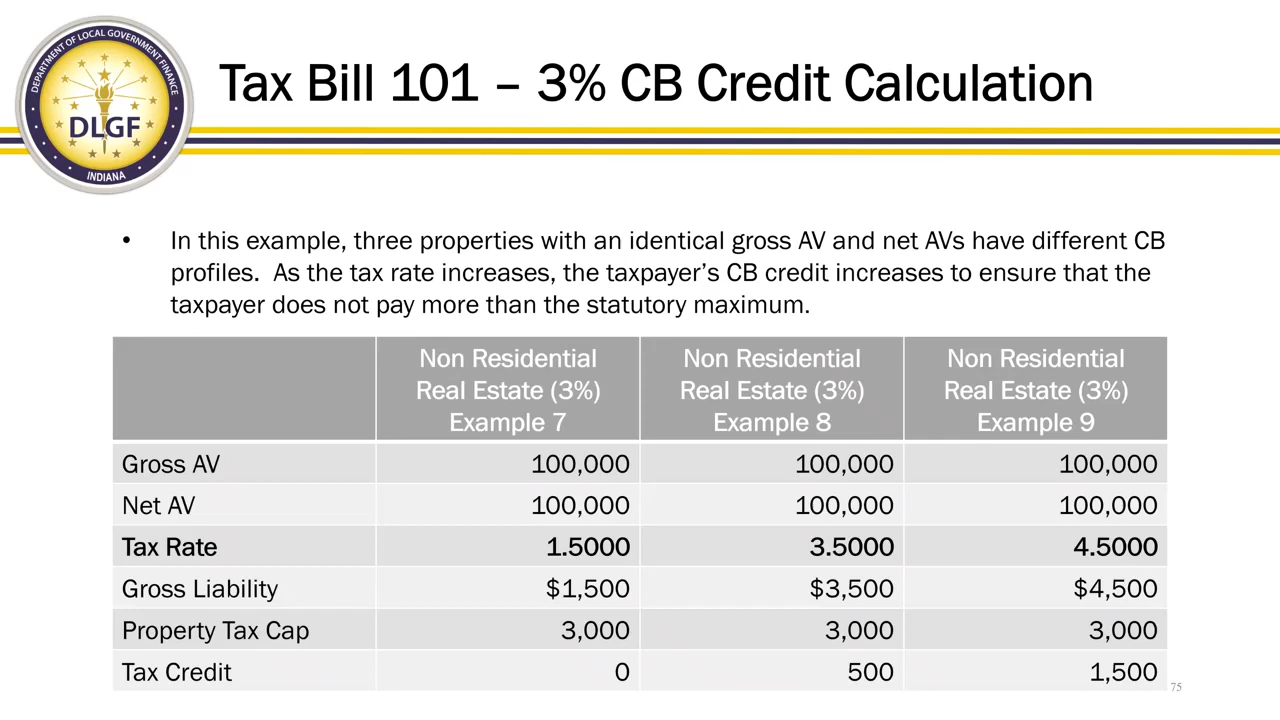 DEPARTMENT OF LOCAL GOVERNMENT FINANCE
DLGF
INDIANA
Tax Bill 101 – 3% CB Credit Calculation
• In this example, three properties with an identical gross AV and net AVs have different CB
profiles. As the tax rate increases, the taxpayer’s CB credit increases to ensure that the
taxpayer does not pay more than the statutory maximum.
Non Residential Real Estate (3%) Example 7
Non Residential Real Estate (3%) Example 8
Non Residential Real Estate (3%) Example 9
Gross AV 100,000 100,000 100,000
Net AV 100,000 100,000 100,000
Tax Rate 1.5000 3.5000 4.5000
Gross Liability $1,500 $3,500 $4,500
Property Tax Cap 3,000 3,000 3,000
Tax Credit 0 500 1,500
75